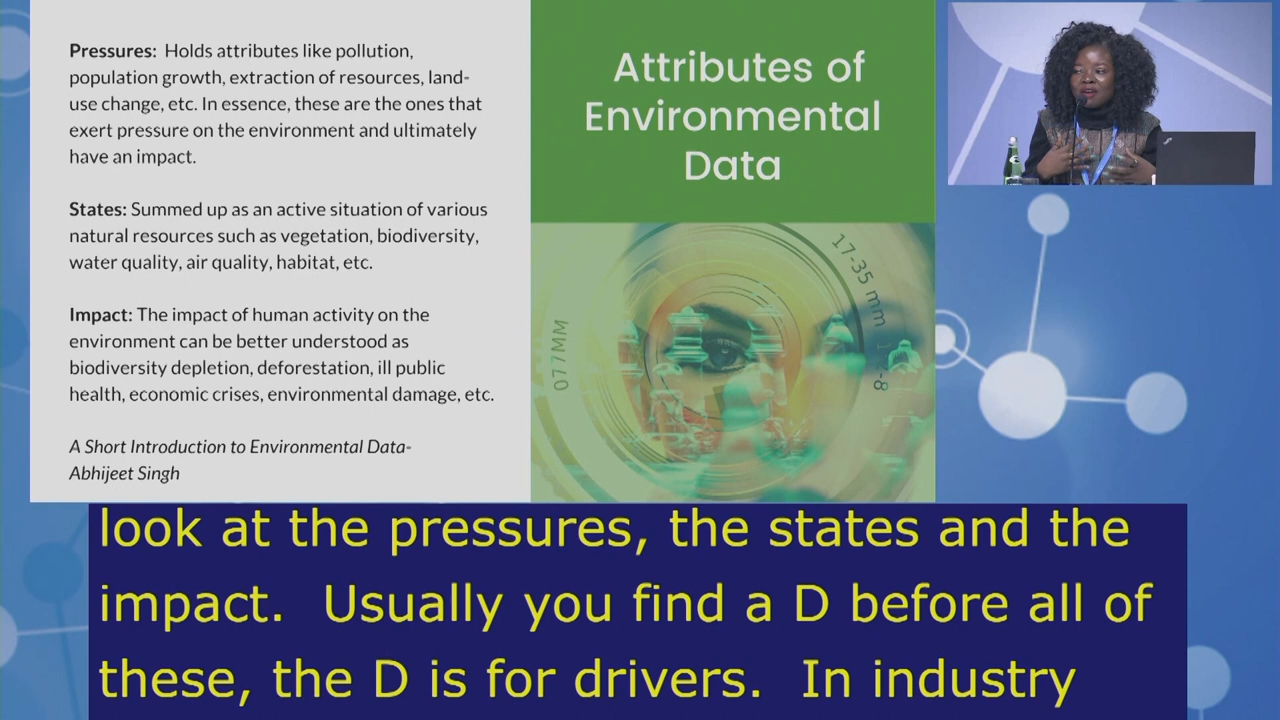 Pressures: Holds attributes like pollution,
population growth, extraction of resources, land-
use change, etc. In essence, these are the ones that
exert pressure on the environment and ultimately
have an impact.
States: Summed up as an active situation of various
natural resources such as vegetation, biodiversity,
water quality, air quality, habitat, etc.
Impact: The impact of human activity on the
environment can be better understood as
biodiversity depletion, deforestation, ill public
health, economic crises, environmental damage, etc.
A Short Introduction to Environmental Data-
Abhijeet Singh
Attributes of
Environmental
Data
077MM
17-35 mm
look at the pressures, the states and the
impact.  Usually you find a D before all of
these, the D is for drivers.  In industry